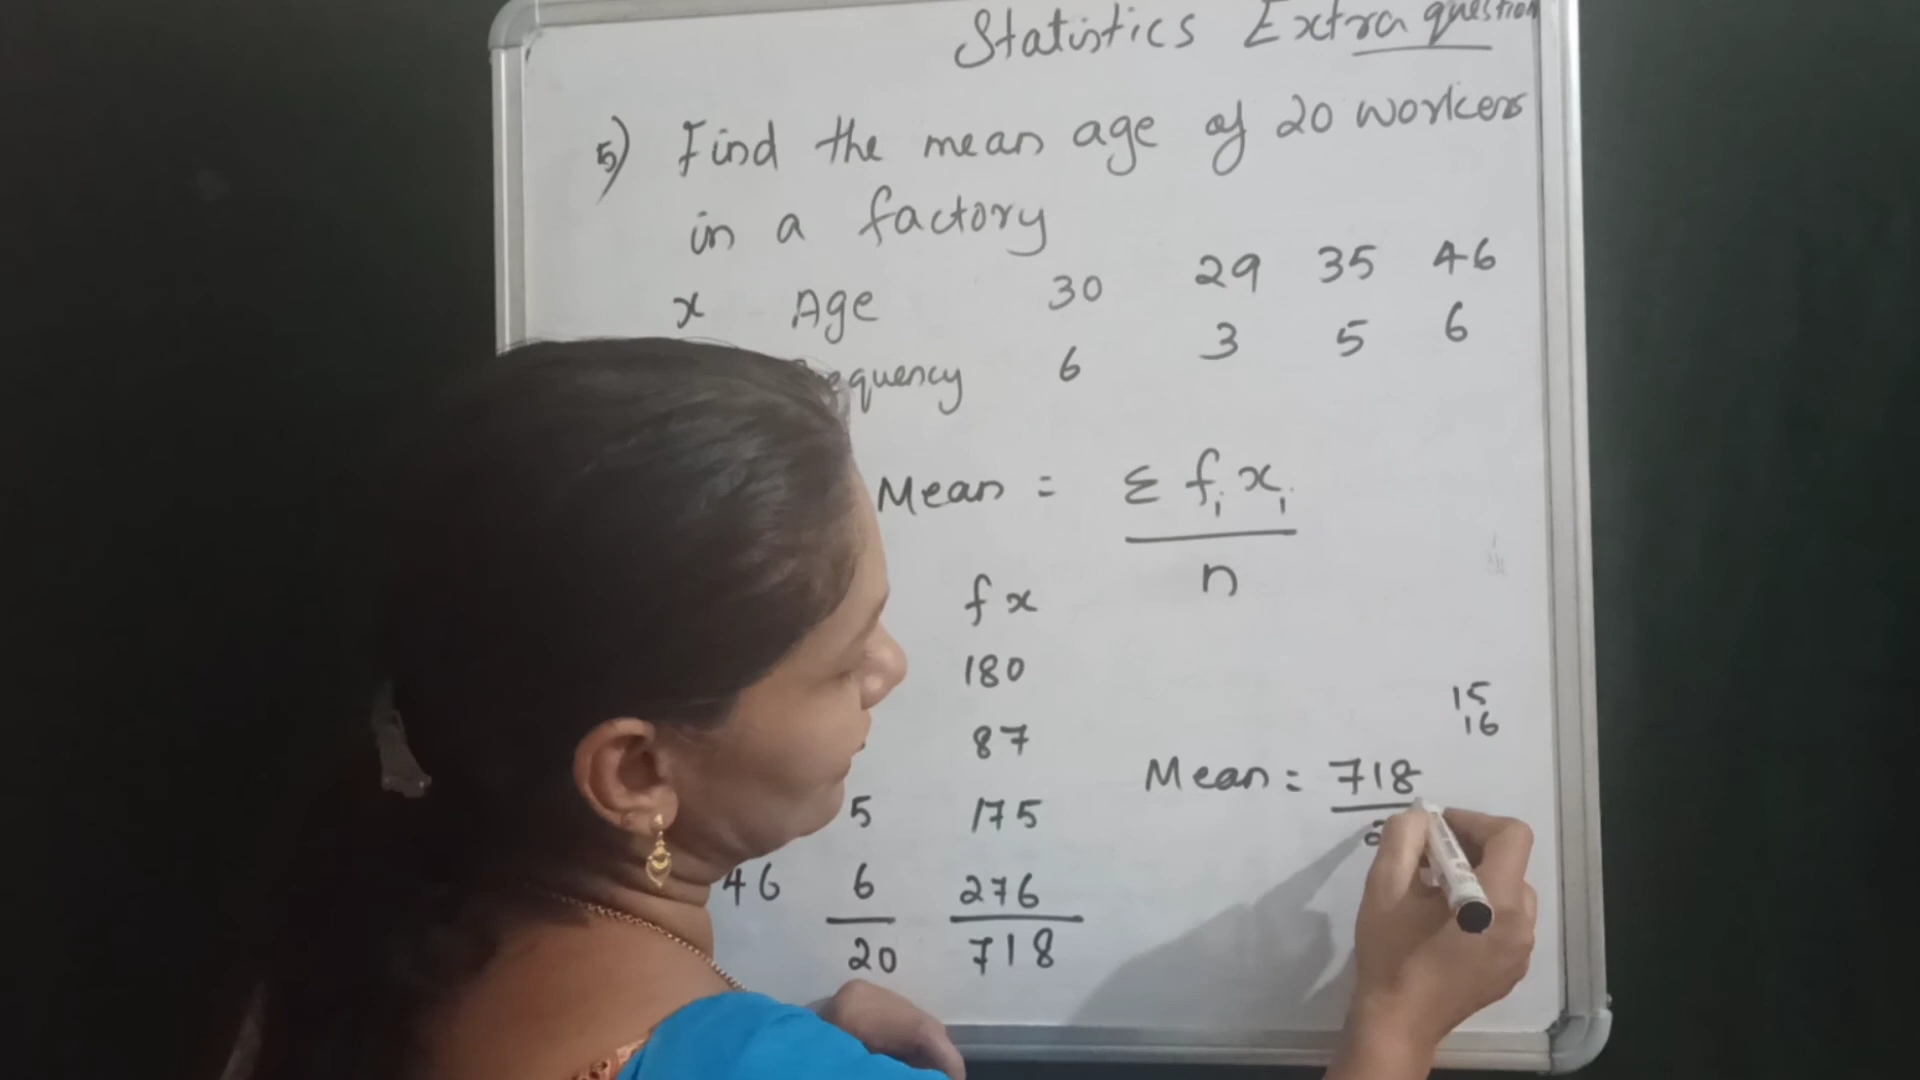 Statistics Extra question
5) Find the mean age of 20 workers
in a factory
x Age 30 29 35 46
6 3 5 6
Mean = Σ fᵢ xᵢ
n
f x
180
87
5 175
46 6 276
20 718
15
16
Mean = 718